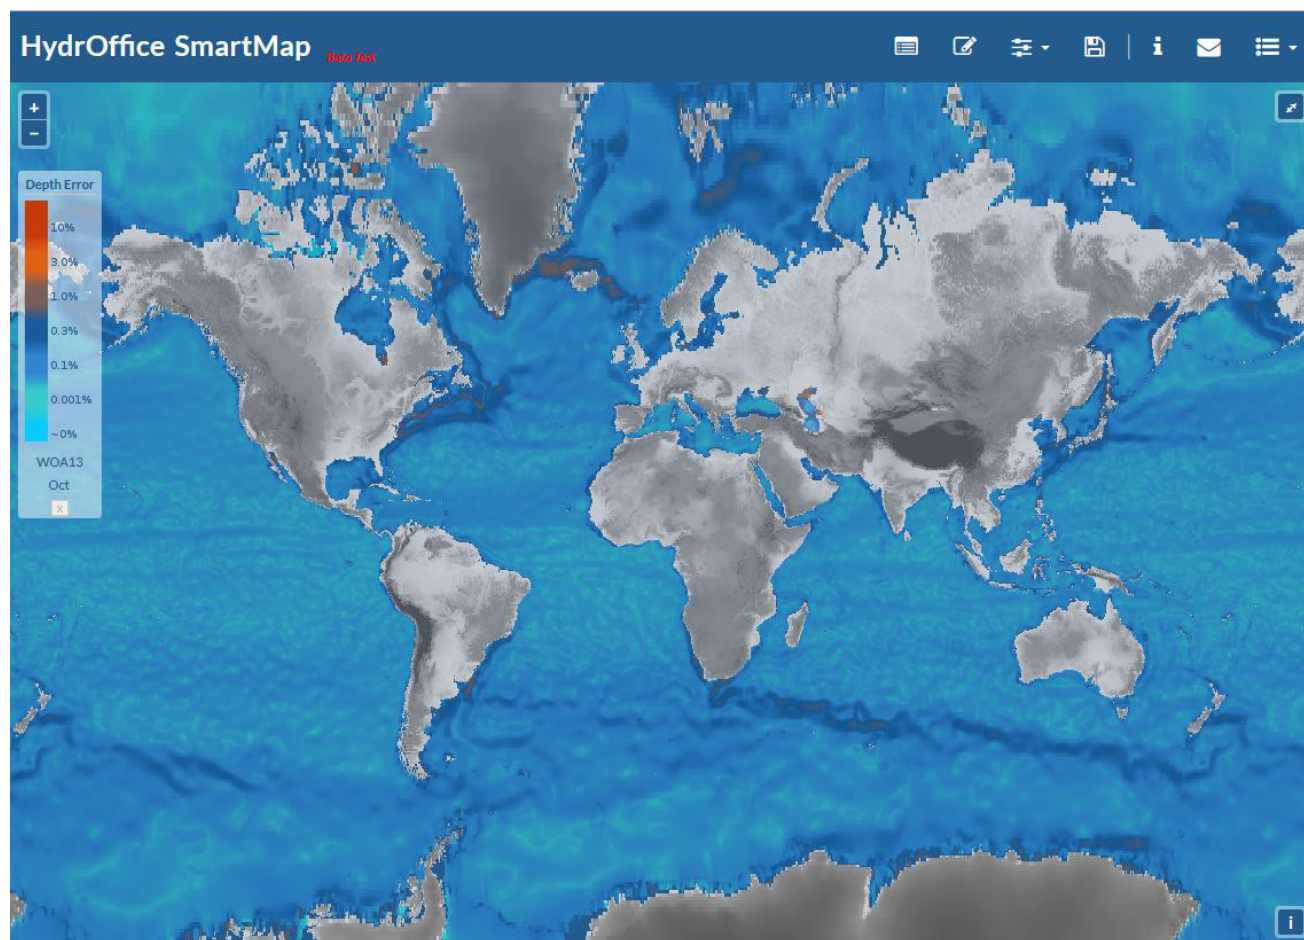 HydrOffice SmartMap
Beta Test
+
−
Depth Error
10%
3.0%
1.0%
0.3%
0.1%
0.001%
~0%
WOA13
Oct
x
i